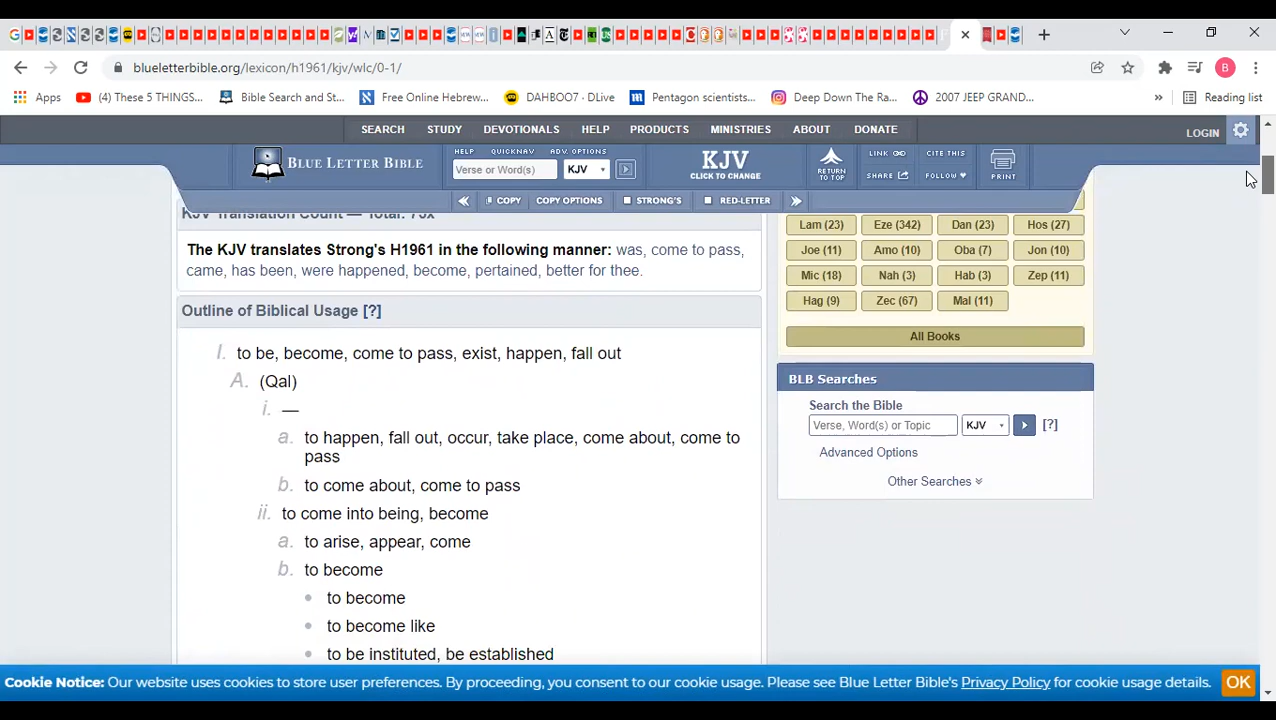 blueletterbible.org/lexicon/h1961/kjv/wlc/0-1/
Apps
(4) These 5 THINGS...
Bible Search and St...
Free Online Hebrew...
DAHBOO7 - DLive
Pentagon scientists...
Deep Down The Ra...
2007 JEEP GRAND...
»
Reading list
SEARCH STUDY DEVOTIONALS HELP PRODUCTS MINISTRIES ABOUT DONATE
LOGIN
BLUE LETTER BIBLE
HELP QUICKNAV ADV. OPTIONS
Verse or Word(s) KJV
KJV
CLICK TO CHANGE
RETURN
TO TOP
LINK CITE THIS
SHARE FOLLOW
PRINT
COPY COPY OPTIONS STRONG'S RED-LETTER
KJV Translation Count — Total: 75x
The KJV translates Strong's H1961 in the following manner: was, come to pass,
came, has been, were happened, become, pertained, better for thee.
Outline of Biblical Usage [?]
I. to be, become, come to pass, exist, happen, fall out
A. (Qal)
i. —
a. to happen, fall out, occur, take place, come about, come to
pass
b. to come about, come to pass
ii. to come into being, become
a. to arise, appear, come
b. to become
• to become
• to become like
• to be instituted, be established
Lam (23) Eze (342) Dan (23) Hos (27)
Joe (11) Amo (10) Oba (7) Jon (10)
Mic (18) Nah (3) Hab (3) Zep (11)
Hag (9) Zec (67) Mal (11)
All Books
BLB Searches
Search the Bible
Verse, Word(s) or Topic KJV [?]
Advanced Options
Other Searches
Cookie Notice: Our website uses cookies to store user preferences. By proceeding, you consent to our cookie usage. Please see Blue Letter Bible's Privacy Policy for cookie usage details. OK